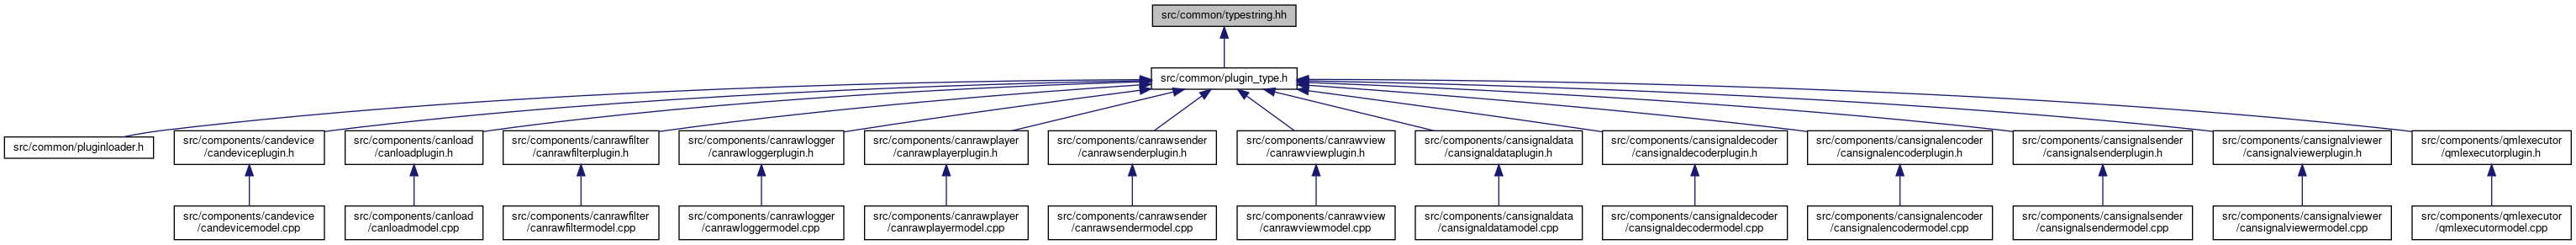 src/common/typestring.hh
src/common/plugin_type.h
src/common/pluginloader.h
src/components/candevice
/candeviceplugin.h
src/components/canload
/canloadplugin.h
src/components/canrawfilter
/canrawfilterplugin.h
src/components/canrawlogger
/canrawloggerplugin.h
src/components/canrawplayer
/canrawplayerplugin.h
src/components/canrawsender
/canrawsenderplugin.h
src/components/canrawview
/canrawviewplugin.h
src/components/cansignaldata
/cansignaldataplugin.h
src/components/cansignaldecoder
/cansignaldecoderplugin.h
src/components/cansignalencoder
/cansignalencoderplugin.h
src/components/cansignalsender
/cansignalsenderplugin.h
src/components/cansignalviewer
/cansignalviewerplugin.h
src/components/qmlexecutor
/qmlexecutorplugin.h
src/components/candevice
/candevicemodel.cpp
src/components/canload
/canloadmodel.cpp
src/components/canrawfilter
/canrawfiltermodel.cpp
src/components/canrawlogger
/canrawloggermodel.cpp
src/components/canrawplayer
/canrawplayermodel.cpp
src/components/canrawsender
/canrawsendermodel.cpp
src/components/canrawview
/canrawviewmodel.cpp
src/components/cansignaldata
/cansignaldatamodel.cpp
src/components/cansignaldecoder
/cansignaldecodermodel.cpp
src/components/cansignalencoder
/cansignalencodermodel.cpp
src/components/cansignalsender
/cansignalsendermodel.cpp
src/components/cansignalviewer
/cansignalviewermodel.cpp
src/components/qmlexecutor
/qmlexecutormodel.cpp